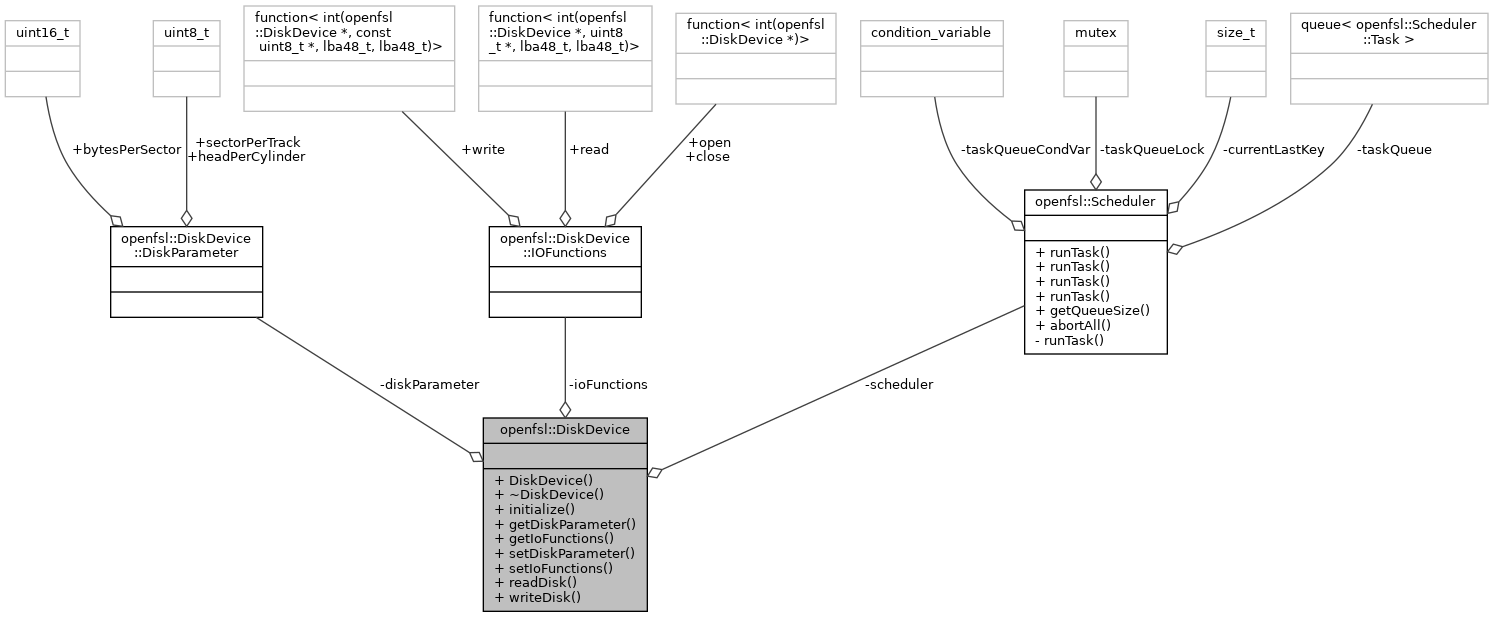 uint16_t
uint8_t
function< int(openfsl
::DiskDevice *, const
uint8_t *, lba48_t, lba48_t)>
function< int(openfsl
::DiskDevice *, uint8
_t *, lba48_t, lba48_t)>
function< int(openfsl
::DiskDevice *)>
condition_variable
mutex
size_t
queue< openfsl::Scheduler
::Task >
+bytesPerSector
+sectorPerTrack
+headPerCylinder
+write
+read
+open
+close
-taskQueueCondVar
-taskQueueLock
-currentLastKey
-taskQueue
openfsl::DiskDevice
::DiskParameter
openfsl::DiskDevice
::IOFunctions
openfsl::Scheduler
+ runTask()
+ runTask()
+ runTask()
+ runTask()
+ getQueueSize()
+ abortAll()
- runTask()
-diskParameter
-ioFunctions
-scheduler
openfsl::DiskDevice
+ DiskDevice()
+ ~DiskDevice()
+ initialize()
+ getDiskParameter()
+ getIoFunctions()
+ setDiskParameter()
+ setIoFunctions()
+ readDisk()
+ writeDisk()